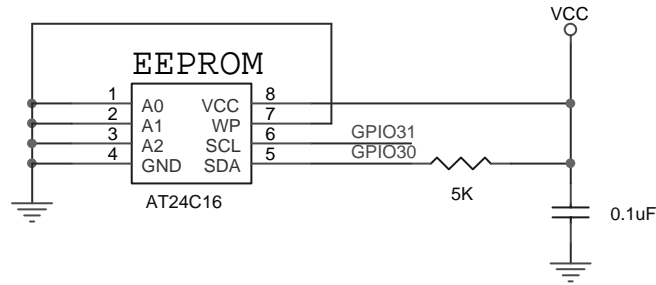 VCC
EEPROM
1 A0 VCC 8
2 A1 WP 7
3 A2 SCL 6 GPIO31
4 GND SDA 5 GPIO30
5K
AT24C16
0.1uF